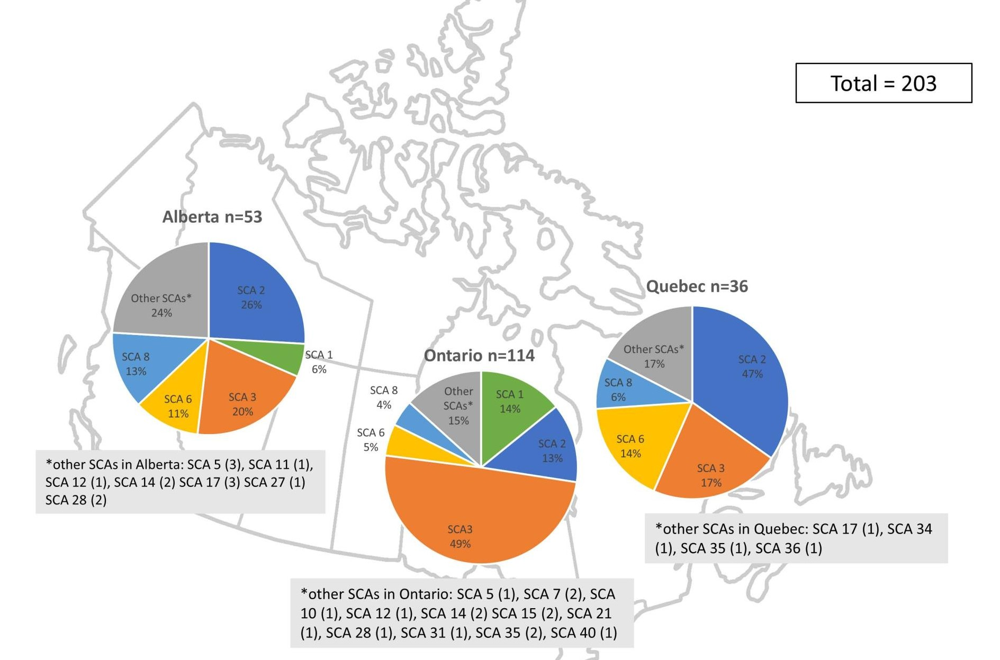 Total = 203
Alberta n=53
SCA 2
26%
SCA 1
6%
SCA 3
20%
SCA 6
11%
SCA 8
13%
Other SCAs*
24%
*other SCAs in Alberta: SCA 5 (3), SCA 11 (1),
SCA 12 (1), SCA 14 (2) SCA 17 (3) SCA 27 (1)
SCA 28 (2)
Ontario n=114
SCA 1
14%
SCA 2
13%
SCA3
49%
SCA 6
5%
SCA 8
4%
Other
SCAs*
15%
*other SCAs in Ontario: SCA 5 (1), SCA 7 (2), SCA
10 (1), SCA 12 (1), SCA 14 (2) SCA 15 (2), SCA 21
(1), SCA 28 (1), SCA 31 (1), SCA 35 (2), SCA 40 (1)
Quebec n=36
SCA 2
47%
SCA 3
17%
SCA 6
14%
SCA 8
6%
Other SCAs*
17%
*other SCAs in Quebec: SCA 17 (1), SCA 34
(1), SCA 35 (1), SCA 36 (1)